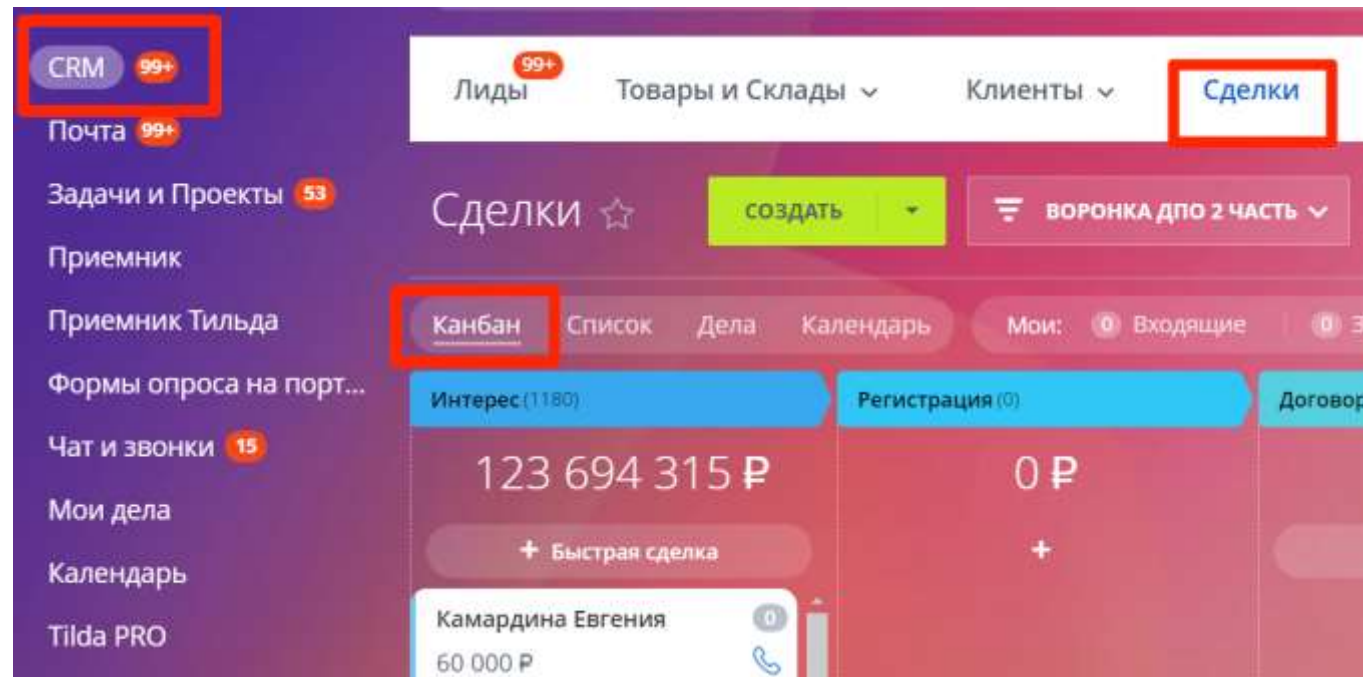 CRM 99+
Почта 99+
Задачи и Проекты 53
Приемник
Приемник Тильда
Формы опроса на порт...
Чат и звонки 15
Мои дела
Календарь
Tilda PRO
Лиды 99+ Товары и Склады Клиенты Сделки
Сделки СОЗДАТЬ ВОРОНКА ДПО 2 ЧАСТЬ
Канбан Список Дела Календарь Мои: 0 Входящие 0 З
Интерес (1180) Регистрация (0) Договор
123 694 315 ₽ 0 ₽
+ Быстрая сделка +
Камардина Евгения 0
60 000 ₽